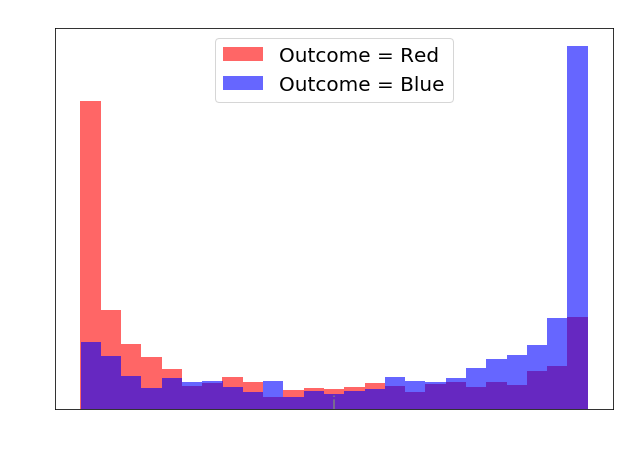 Outcome = Red
Outcome = Blue